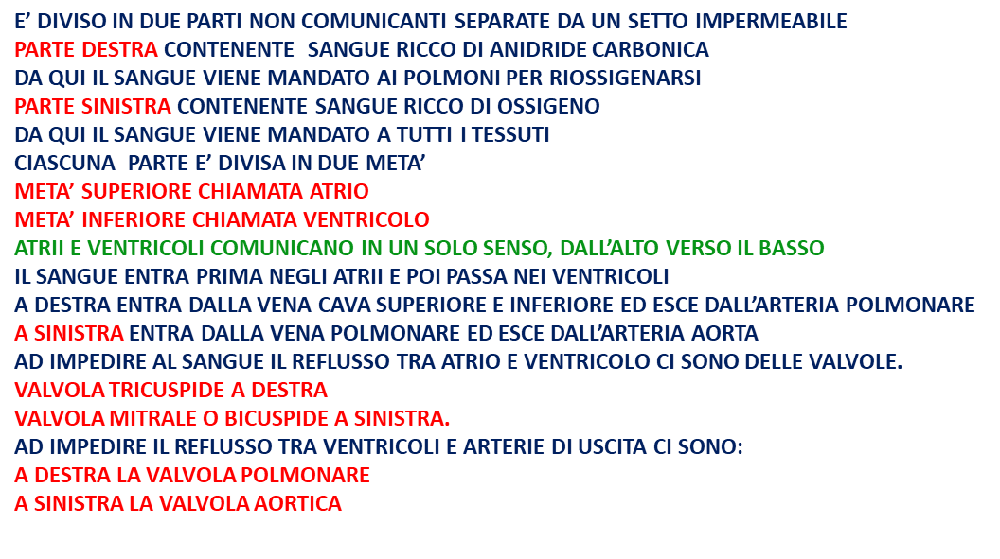 E’ DIVISO IN DUE PARTI NON COMUNICANTI SEPARATE DA UN SETTO IMPERMEABILE
PARTE DESTRA CONTENENTE SANGUE RICCO DI ANIDRIDE CARBONICA
DA QUI IL SANGUE VIENE MANDATO AI POLMONI PER RIOSSIGENARSI
PARTE SINISTRA CONTENENTE SANGUE RICCO DI OSSIGENO
DA QUI IL SANGUE VIENE MANDATO A TUTTI I TESSUTI
CIASCUNA PARTE E’ DIVISA IN DUE META’
META’ SUPERIORE CHIAMATA ATRIO
META’ INFERIORE CHIAMATA VENTRICOLO
ATRII E VENTRICOLI COMUNICANO IN UN SOLO SENSO, DALL’ALTO VERSO IL BASSO
IL SANGUE ENTRA PRIMA NEGLI ATRII E POI PASSA NEI VENTRICOLI
A DESTRA ENTRA DALLA VENA CAVA SUPERIORE E INFERIORE ED ESCE DALL’ARTERIA POLMONARE
A SINISTRA ENTRA DALLA VENA POLMONARE ED ESCE DALL’ARTERIA AORTA
AD IMPEDIRE AL SANGUE IL REFLUSSO TRA ATRIO E VENTRICOLO CI SONO DELLE VALVOLE.
VALVOLA TRICUSPIDE A DESTRA
VALVOLA MITRALE O BICUSPIDE A SINISTRA.
AD IMPEDIRE IL REFLUSSO TRA VENTRICOLI E ARTERIE DI USCITA CI SONO:
A DESTRA LA VALVOLA POLMONARE
A SINISTRA LA VALVOLA AORTICA